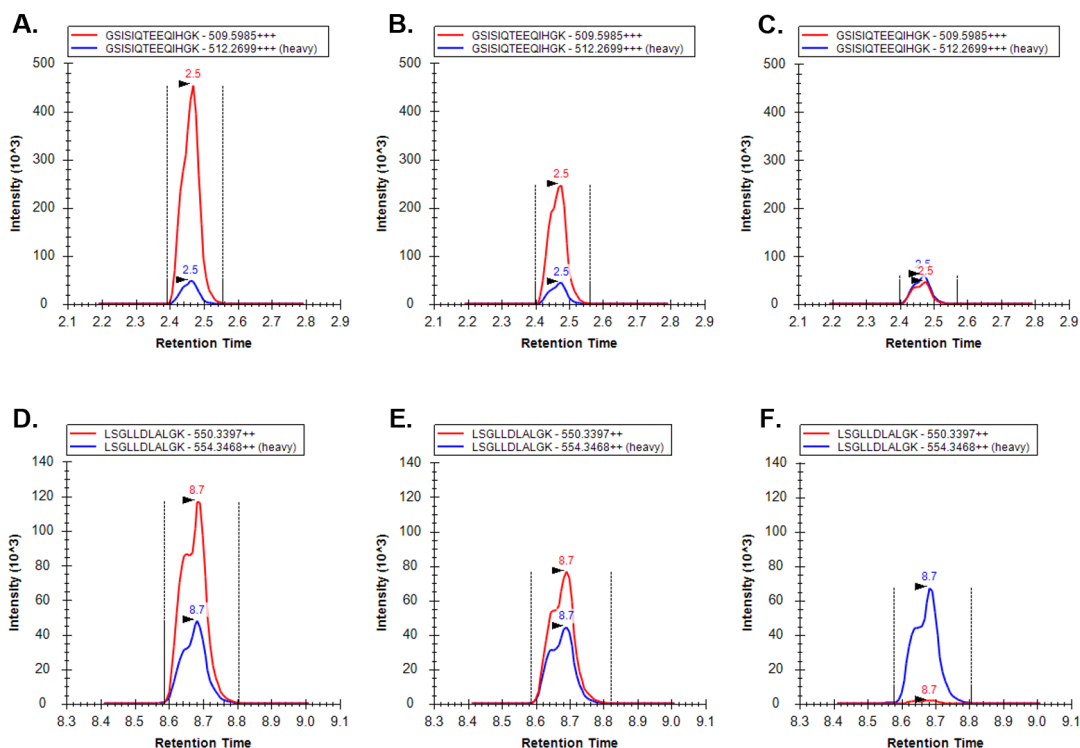 A.
GSISIQTEEQIHGK - 509.5985+++
GSISIQTEEQIHGK - 512.2699+++ (heavy)
500
400
300
200
100
0
Intensity (10^3)
2.5
2.5
2.1 2.2 2.3 2.4 2.5 2.6 2.7 2.8 2.9
Retention Time
B.
GSISIQTEEQIHGK - 509.5985+++
GSISIQTEEQIHGK - 512.2699+++ (heavy)
500
400
300
200
100
0
Intensity (10^3)
2.5
2.5
2.1 2.2 2.3 2.4 2.5 2.6 2.7 2.8 2.9
Retention Time
C.
GSISIQTEEQIHGK - 509.5985+++
GSISIQTEEQIHGK - 512.2699+++ (heavy)
500
400
300
200
100
0
Intensity (10^3)
2.5
2.5
2.1 2.2 2.3 2.4 2.5 2.6 2.7 2.8 2.9
Retention Time
D.
LSGLLDLALGK - 550.3397++
LSGLLDLALGK - 554.3468++ (heavy)
140
120
100
80
60
40
20
0
Intensity (10^3)
8.7
8.7
8.3 8.4 8.5 8.6 8.7 8.8 8.9 9.0 9.1
Retention Time
E.
LSGLLDLALGK - 550.3397++
LSGLLDLALGK - 554.3468++ (heavy)
140
120
100
80
60
40
20
0
Intensity (10^3)
8.7
8.7
8.3 8.4 8.5 8.6 8.7 8.8 8.9 9.0 9.1
Retention Time
F.
LSGLLDLALGK - 550.3397++
LSGLLDLALGK - 554.3468++ (heavy)
140
120
100
80
60
40
20
0
Intensity (10^3)
8.7
8.7
8.3 8.4 8.5 8.6 8.7 8.8 8.9 9.0 9.1
Retention Time